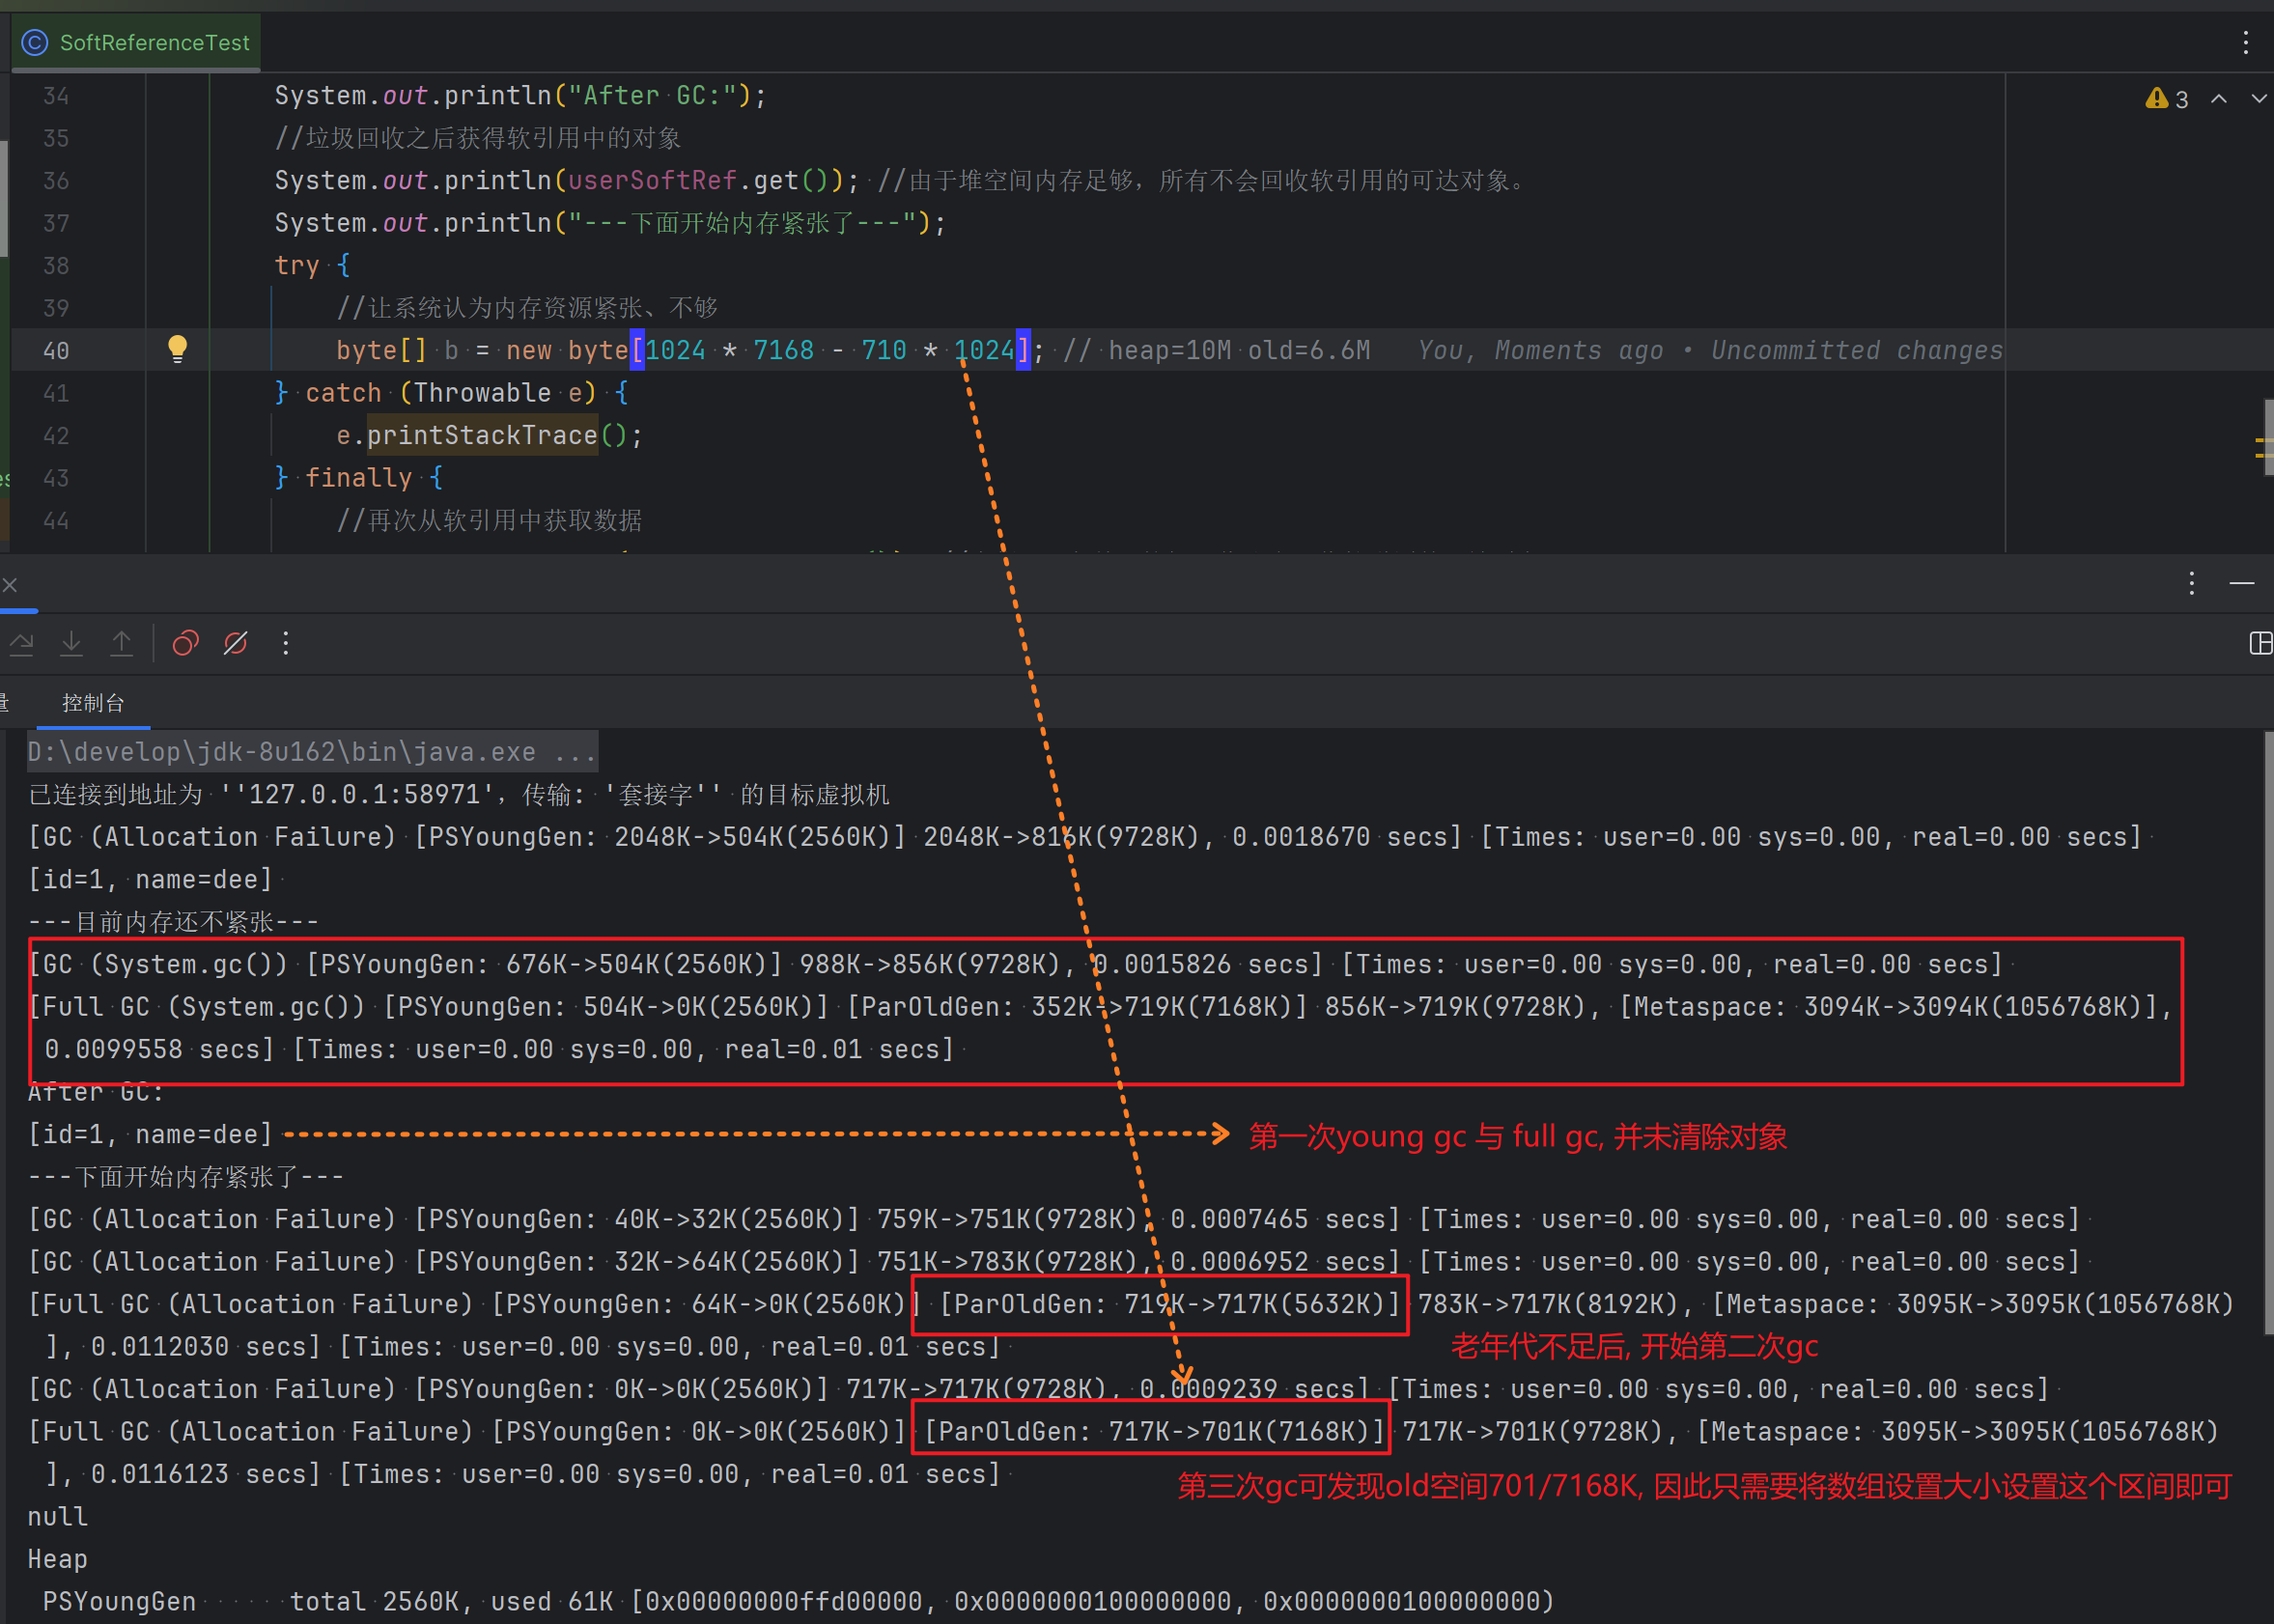 SoftReferenceTest
34 System.out.println("After GC:");
3
35 //垃圾回收之后获得软引用中的对象
36 System.out.println(userSoftRef.get()); //由于堆空间内存足够，所有不会回收软引用的可达对象。
37 System.out.println("---下面开始内存紧张了---");
38 try {
39 //让系统认为内存资源紧张、不够
40 byte[] b = new byte[1024 * 7168 - 710 * 1024]; // heap=10M old=6.6M You, Moments ago • Uncommitted changes
41 } catch (Throwable e) {
42 e.printStackTrace();
43 } finally {
44 //再次从软引用中获取数据
控制台
D:\develop\jdk-8u162\bin\java.exe ...
已连接到地址为 ''127.0.0.1:58971'，传输: '套接字'' 的目标虚拟机
[GC (Allocation Failure) [PSYoungGen: 2048K->504K(2560K)] 2048K->816K(9728K), 0.0018670 secs] [Times: user=0.00 sys=0.00, real=0.00 secs]
[id=1, name=dee]
---目前内存还不紧张---
[GC (System.gc()) [PSYoungGen: 676K->504K(2560K)] 988K->856K(9728K), 0.0015826 secs] [Times: user=0.00 sys=0.00, real=0.00 secs]
[Full GC (System.gc()) [PSYoungGen: 504K->0K(2560K)] [ParOldGen: 352K->719K(7168K)] 856K->719K(9728K), [Metaspace: 3094K->3094K(1056768K)],
0.0099558 secs] [Times: user=0.00 sys=0.00, real=0.01 secs]
After GC:
[id=1, name=dee]
第一次young gc 与 full gc, 并未清除对象
---下面开始内存紧张了---
[GC (Allocation Failure) [PSYoungGen: 40K->32K(2560K)] 759K->751K(9728K), 0.0007465 secs] [Times: user=0.00 sys=0.00, real=0.00 secs]
[GC (Allocation Failure) [PSYoungGen: 32K->64K(2560K)] 751K->783K(9728K), 0.0006952 secs] [Times: user=0.00 sys=0.00, real=0.00 secs]
[Full GC (Allocation Failure) [PSYoungGen: 64K->0K(2560K)] [ParOldGen: 719K->717K(5632K)] 783K->717K(8192K), [Metaspace: 3095K->3095K(1056768K)
], 0.0112030 secs] [Times: user=0.00 sys=0.00, real=0.01 secs]
老年代不足后, 开始第二次gc
[GC (Allocation Failure) [PSYoungGen: 0K->0K(2560K)] 717K->717K(9728K), 0.0009239 secs] [Times: user=0.00 sys=0.00, real=0.00 secs]
[Full GC (Allocation Failure) [PSYoungGen: 0K->0K(2560K)] [ParOldGen: 717K->701K(7168K)] 717K->701K(9728K), [Metaspace: 3095K->3095K(1056768K)
], 0.0116123 secs] [Times: user=0.00 sys=0.00, real=0.01 secs]
第三次gc可发现old空间701/7168K, 因此只需要将数组设置大小设置这个区间即可
null
Heap
PSYoungGen total 2560K, used 61K [0x00000000ffd00000, 0x0000000100000000, 0x0000000100000000)